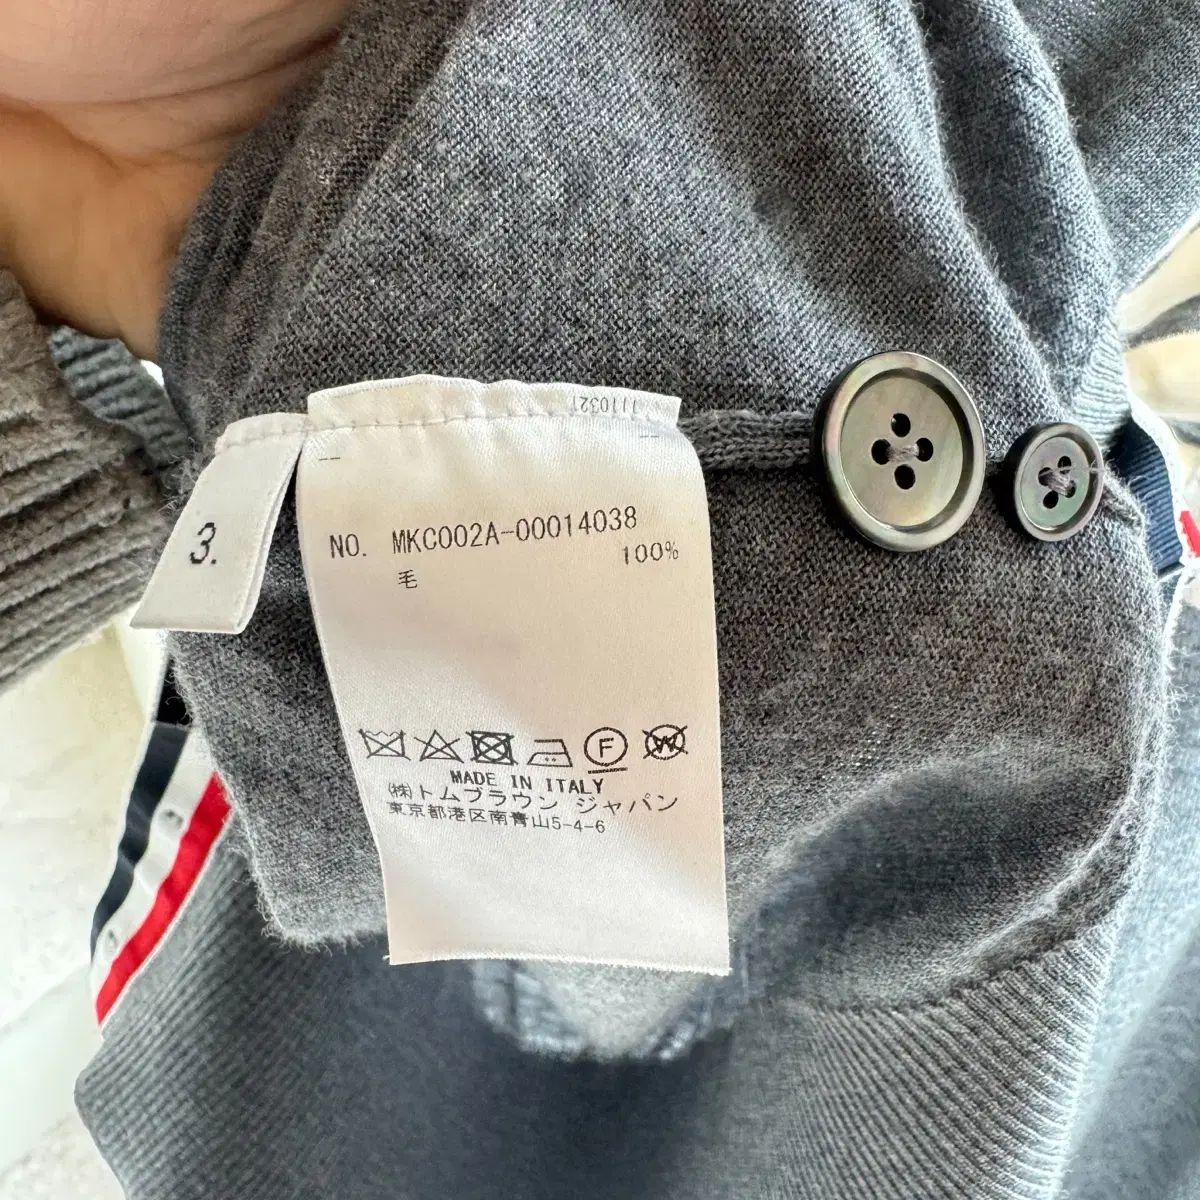 1110321
3.
NO. MKC002A-00014038
100%
毛
F
W
MADE IN ITALY
㈱トムブラウン ジャパン
東京都港区南青山5-4-6